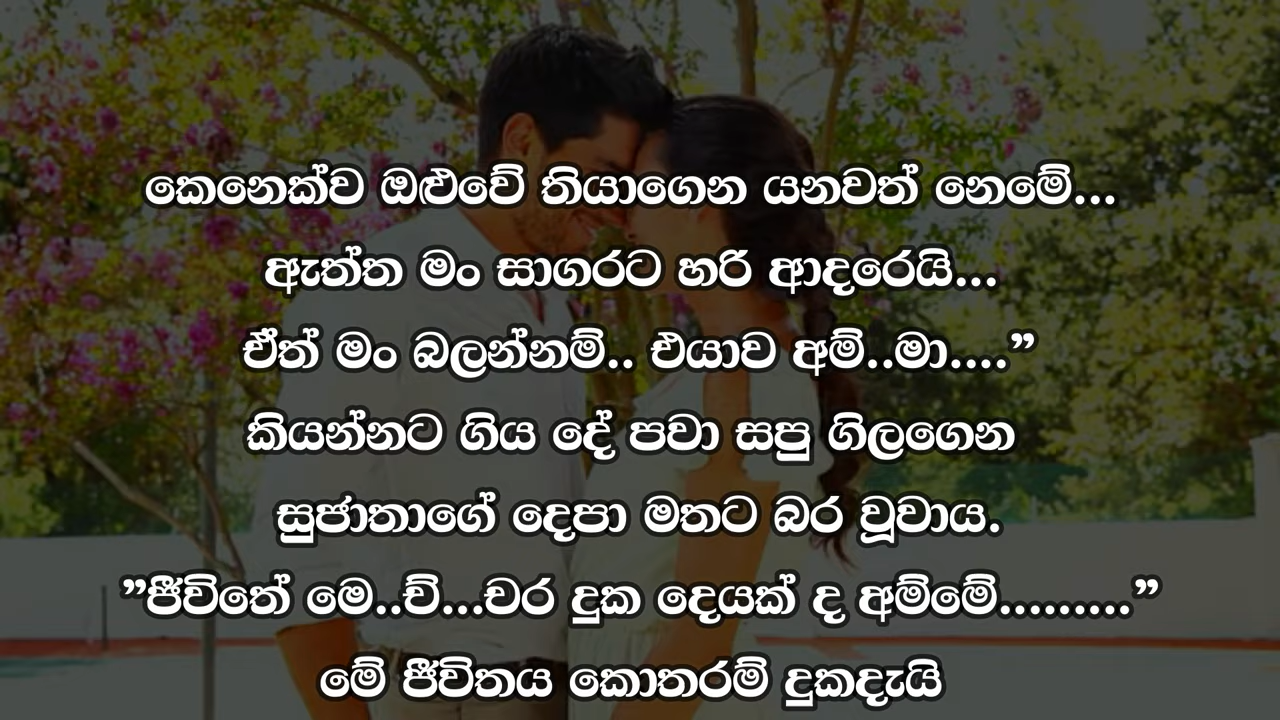 කෙනෙක්ව ඔළුවේ තියාගෙන යනවත් නෙමේ...
ඇත්ත මං සාගරට හරි ආදරෙයි...
ඒත් මං බලන්නම්.. එයාව අම්..මා....”
කියන්නට ගිය දේ පවා සපු ගිලගෙන
සුජාතාගේ දෙපා මතට බර වූවාය.
”ජීවිතේ මෙ..ච්...චර දුක දෙයක් ද අම්මේ.........”
මේ ජීවිතය කොතරම් දුකදැයි